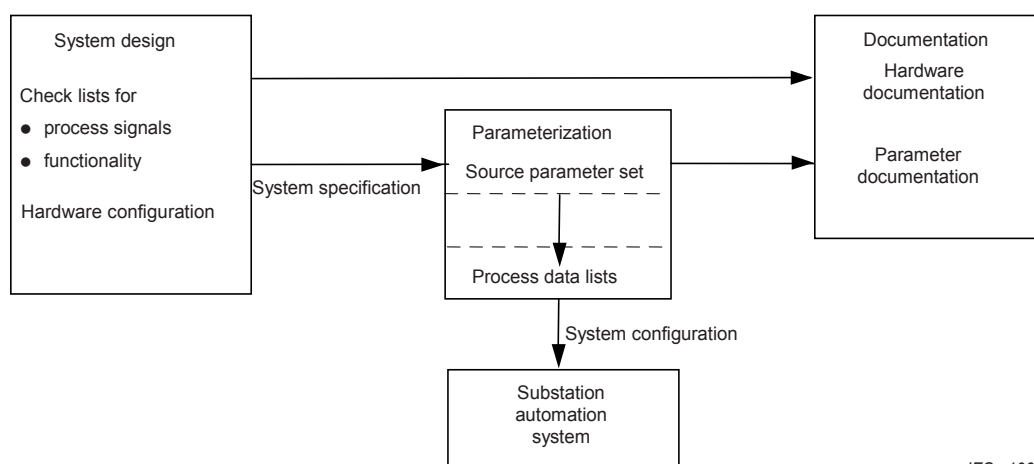 System design
Check lists for
● process signals
● functionality
Hardware configuration
System specification
Parameterization
Source parameter set
Process data lists
System configuration
Substation
automation
system
Documentation
Hardware
documentation
Parameter
documentation